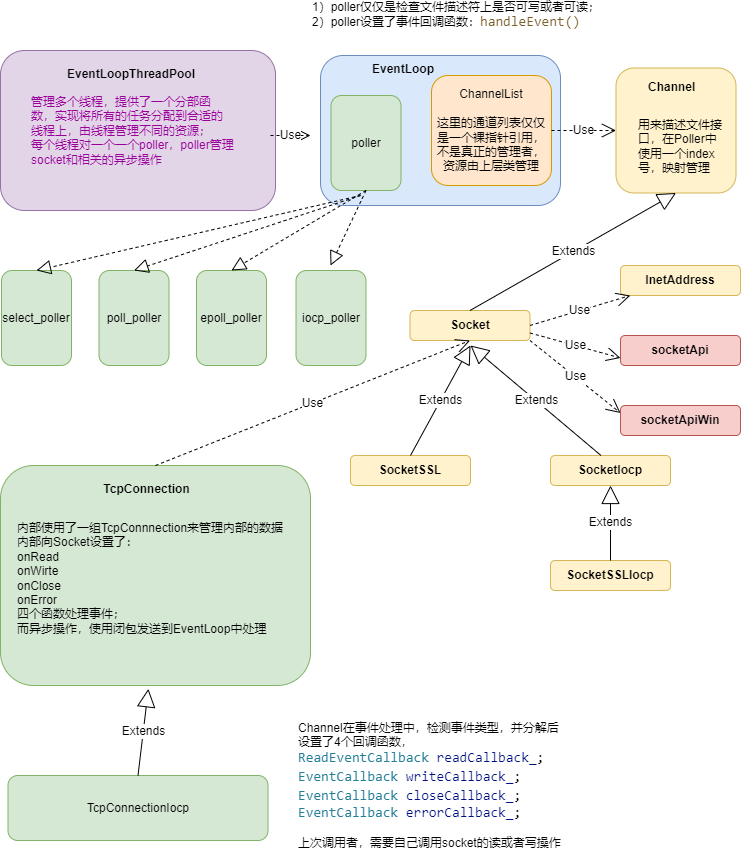 1）poller仅仅是检查文件描述符上是否可写或者可读；
2）poller设置了事件回调函数：handleEvent()
EventLoopThreadPool
管理多个线程，提供了一个分部函
数，实现将所有的任务分配到合适的
线程上，由线程管理不同的资源；
每个线程对一个一个poller，poller管理
socket和相关的异步操作
Use
EventLoop
poller
ChannelList
这里的通道列表仅仅
是一个裸指针引用，
不是真正的管理者，
资源由上层类管理
Use
Channel
用来描述文件接
口，在Poller中
使用一个index
号，映射管理
select_poller
poll_poller
epoll_poller
iocp_poller
Extends
Socket
Use
InetAddress
Use
socketApi
Use
socketApiWin
Use
Extends
Extends
SocketSSL
SocketIocp
Extends
SocketSSLIocp
TcpConnection
内部使用了一组TcpConnnection来管理内部的数据
内部向Socket设置了：
onRead
onWirte
onClose
onError
四个函数处理事件；
而异步操作，使用闭包发送到EventLoop中处理
Extends
TcpConnectionIocp
Channel在事件处理中，检测事件类型，并分解后
设置了4个回调函数，
ReadEventCallback readCallback_;
EventCallback writeCallback_;
EventCallback closeCallback_;
EventCallback errorCallback_;
上次调用者，需要自己调用socket的读或者写操作